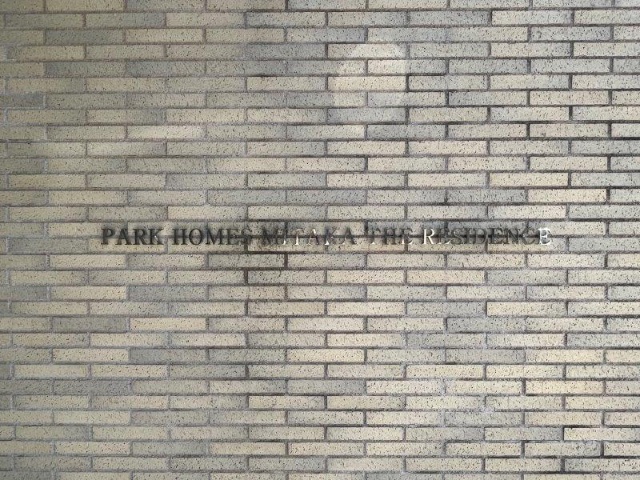 PARK HOMES MITAKA THE RESIDENCE